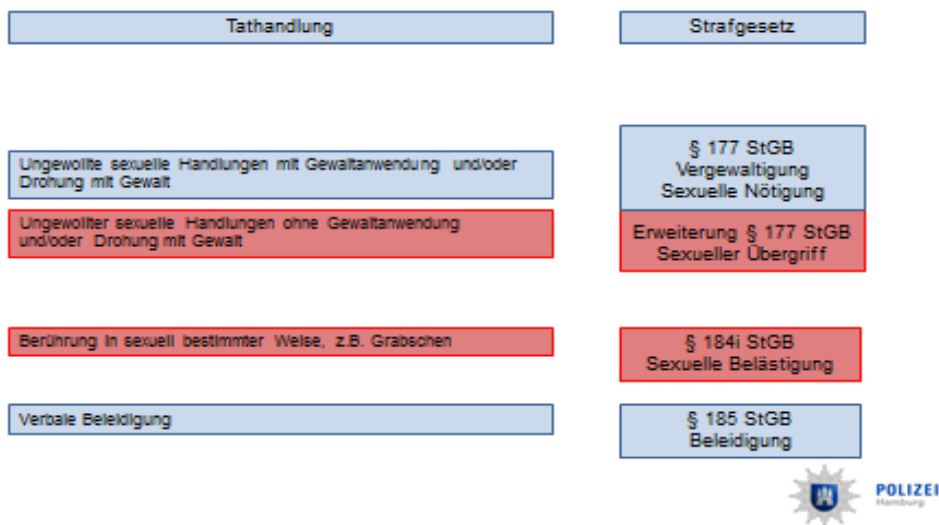 Tathandlung
Strafgesetz
Ungewollte sexuelle Handlungen mit Gewaltanwendung und/oder
Drohung mit Gewalt
§ 177 StGB
Vergewaltigung
Sexuelle Nötigung
Ungewollter sexuelle Handlungen ohne Gewaltanwendung
und/oder Drohung mit Gewalt
Erweiterung § 177 StGB
Sexueller Übergriff
Berührung in sexuell bestimmter Weise, z.B. Grabschen
§ 184i StGB
Sexuelle Belästigung
Verbale Beleidigung
§ 185 StGB
Beleidigung
POLIZEI
Hamburg